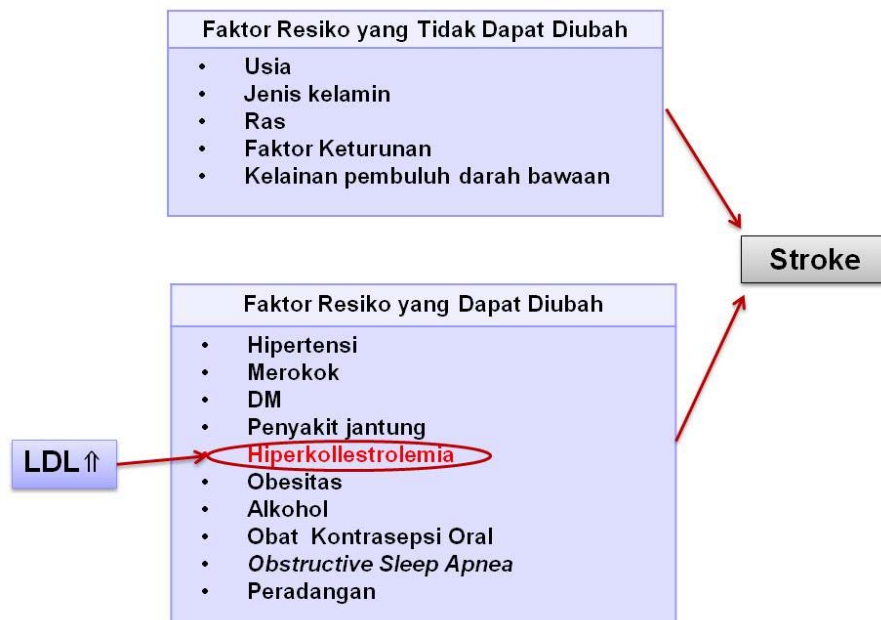 Faktor Resiko yang Tidak Dapat Diubah
• Usia
• Jenis kelamin
• Ras
• Faktor Keturunan
• Kelainan pembuluh darah bawaan
Stroke
Faktor Resiko yang Dapat Diubah
• Hipertensi
• Merokok
• DM
• Penyakit jantung
• Hiperkollestrolemia
• Obesitas
• Alkohol
• Obat Kontrasepsi Oral
• Obstructive Sleep Apnea
• Peradangan
LDL⇑